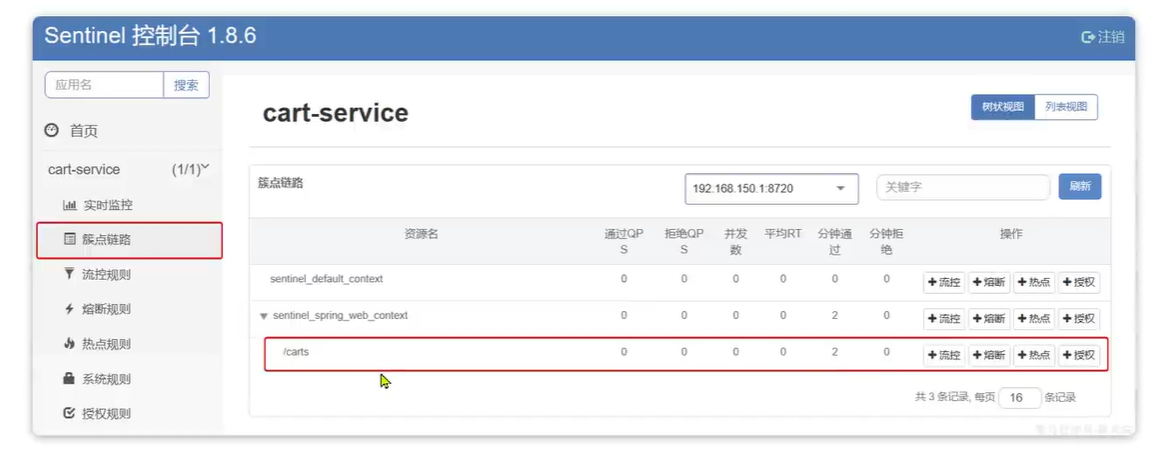 Sentinel 控制台 1.8.6
注销
应用名
搜索
首页
cart-service
(1/1)
实时监控
簇点链路
流控规则
熔断规则
热点规则
系统规则
授权规则
cart-service
树状视图
列表视图
簇点链路
192.168.150.1:8720
关键字
刷新
资源名
通过QP
S
拒绝QP
S
并发
数
平均RT
分钟通
过
分钟拒
绝
操作
sentinel_default_context 0 0 0 0 0 0 流控 熔断 热点 授权
sentinel_spring_web_context 0 0 0 0 2 0 流控 熔断 热点 授权
/carts 0 0 0 0 2 0 流控 熔断 热点 授权
共 3 条记录, 每页 16 条记录